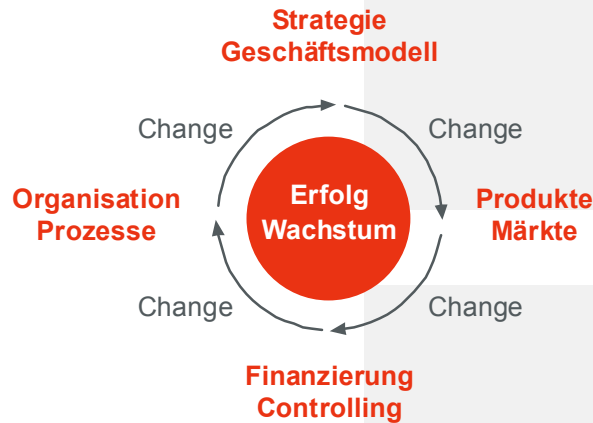 Strategie
Geschäftsmodell
Change
Change
Organisation
Prozesse
Erfolg
Wachstum
Produkte
Märkte
Change
Change
Finanzierung
Controlling